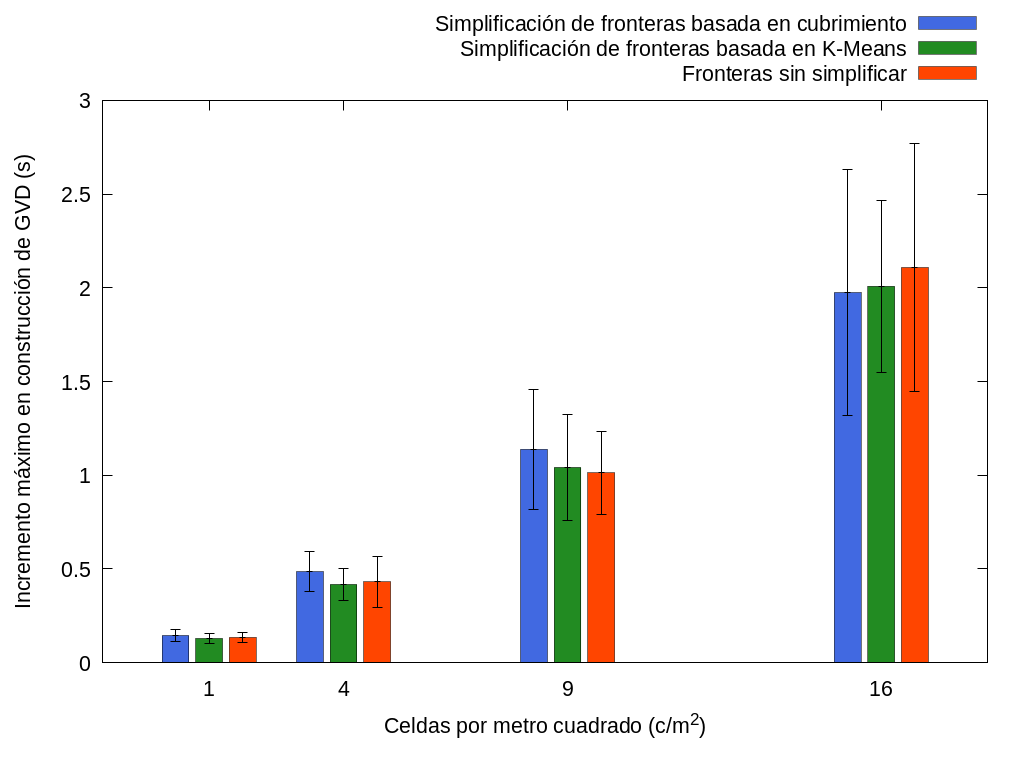 Simplificación de fronteras basada en cubrimiento
Simplificación de fronteras basada en K-Means
Fronteras sin simplificar
3
2.5
2
1.5
1
0.5
0
Incremento máximo en construcción de GVD (s)
1 4 9 16
Celdas por metro cuadrado (c/m²)